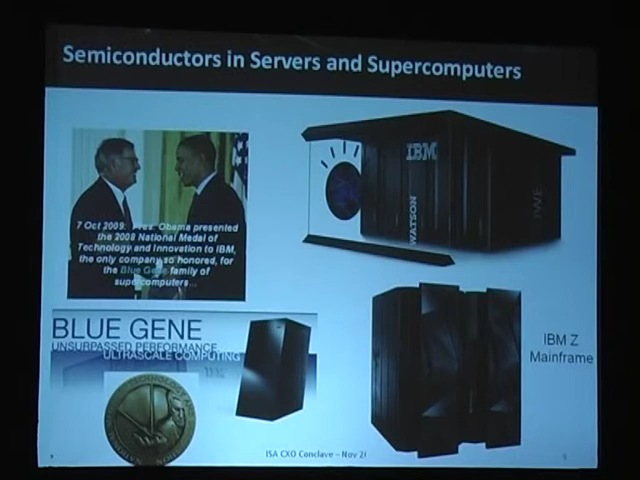 Semiconductors in Servers and Supercomputers
7 Oct 2009: Pres. Obama presented
the 2008 National Medal of
Technology and Innovation to IBM,
the only company so honored, for
the Blue Gene family of
supercomputers...
IBM
WATSON
BLUE GENE
UNSURPASSED PERFORMANCE
ULTRASCALE COMPUTING
IBM Z
Mainframe
ISA CXO Conclave – Nov